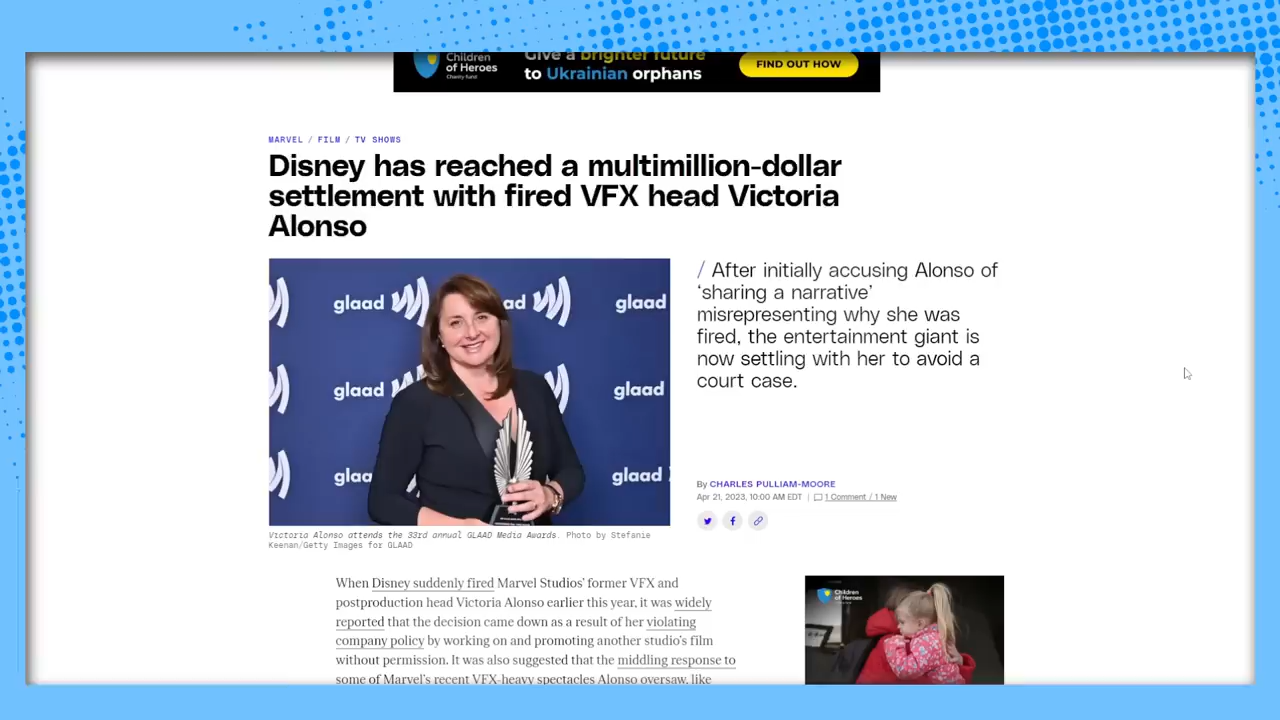 Children
of Heroes
Charity fund
Give a brighter future
to Ukrainian orphans
FIND OUT HOW
MARVEL / FILM / TV SHOWS
Disney has reached a multimillion-dollar
settlement with fired VFX head Victoria
Alonso
glaad
glaad
glaad
glaad
glaad
glaad
/ After initially accusing Alonso of
‘sharing a narrative’
misrepresenting why she was
fired, the entertainment giant is
now settling with her to avoid a
court case.
By CHARLES PULLIAM-MOORE
Apr 21, 2023, 10:00 AM EDT | 1 Comment / 1 New
Victoria Alonso attends the 33rd annual GLAAD Media Awards. Photo by Stefanie
Keenan/Getty Images for GLAAD
When Disney suddenly fired Marvel Studios’ former VFX and
postproduction head Victoria Alonso earlier this year, it was widely
reported that the decision came down as a result of her violating
company policy by working on and promoting another studio’s film
without permission. It was also suggested that the middling response to
some of Marvel’s recent VFX-heavy spectacles Alonso oversaw, like
Children
of Heroes